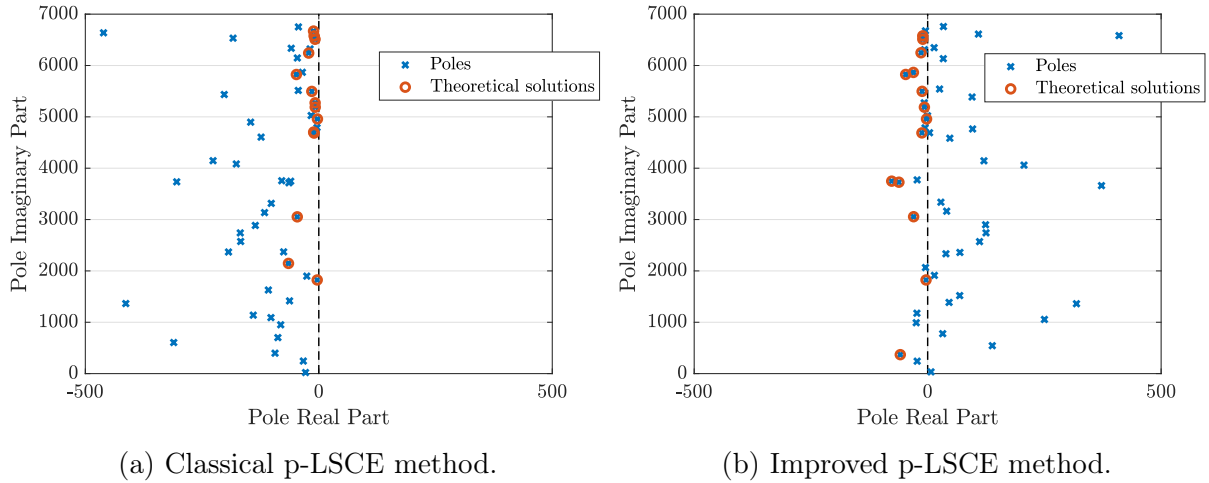 7000
6000
5000
4000
3000
2000
1000
0
-500
0
500
Pole Imaginary Part
Pole Real Part
Poles
Theoretical solutions
(a) Classical p-LSCE method.
7000
6000
5000
4000
3000
2000
1000
0
-500
0
500
Pole Imaginary Part
Pole Real Part
Poles
Theoretical solutions
(b) Improved p-LSCE method.